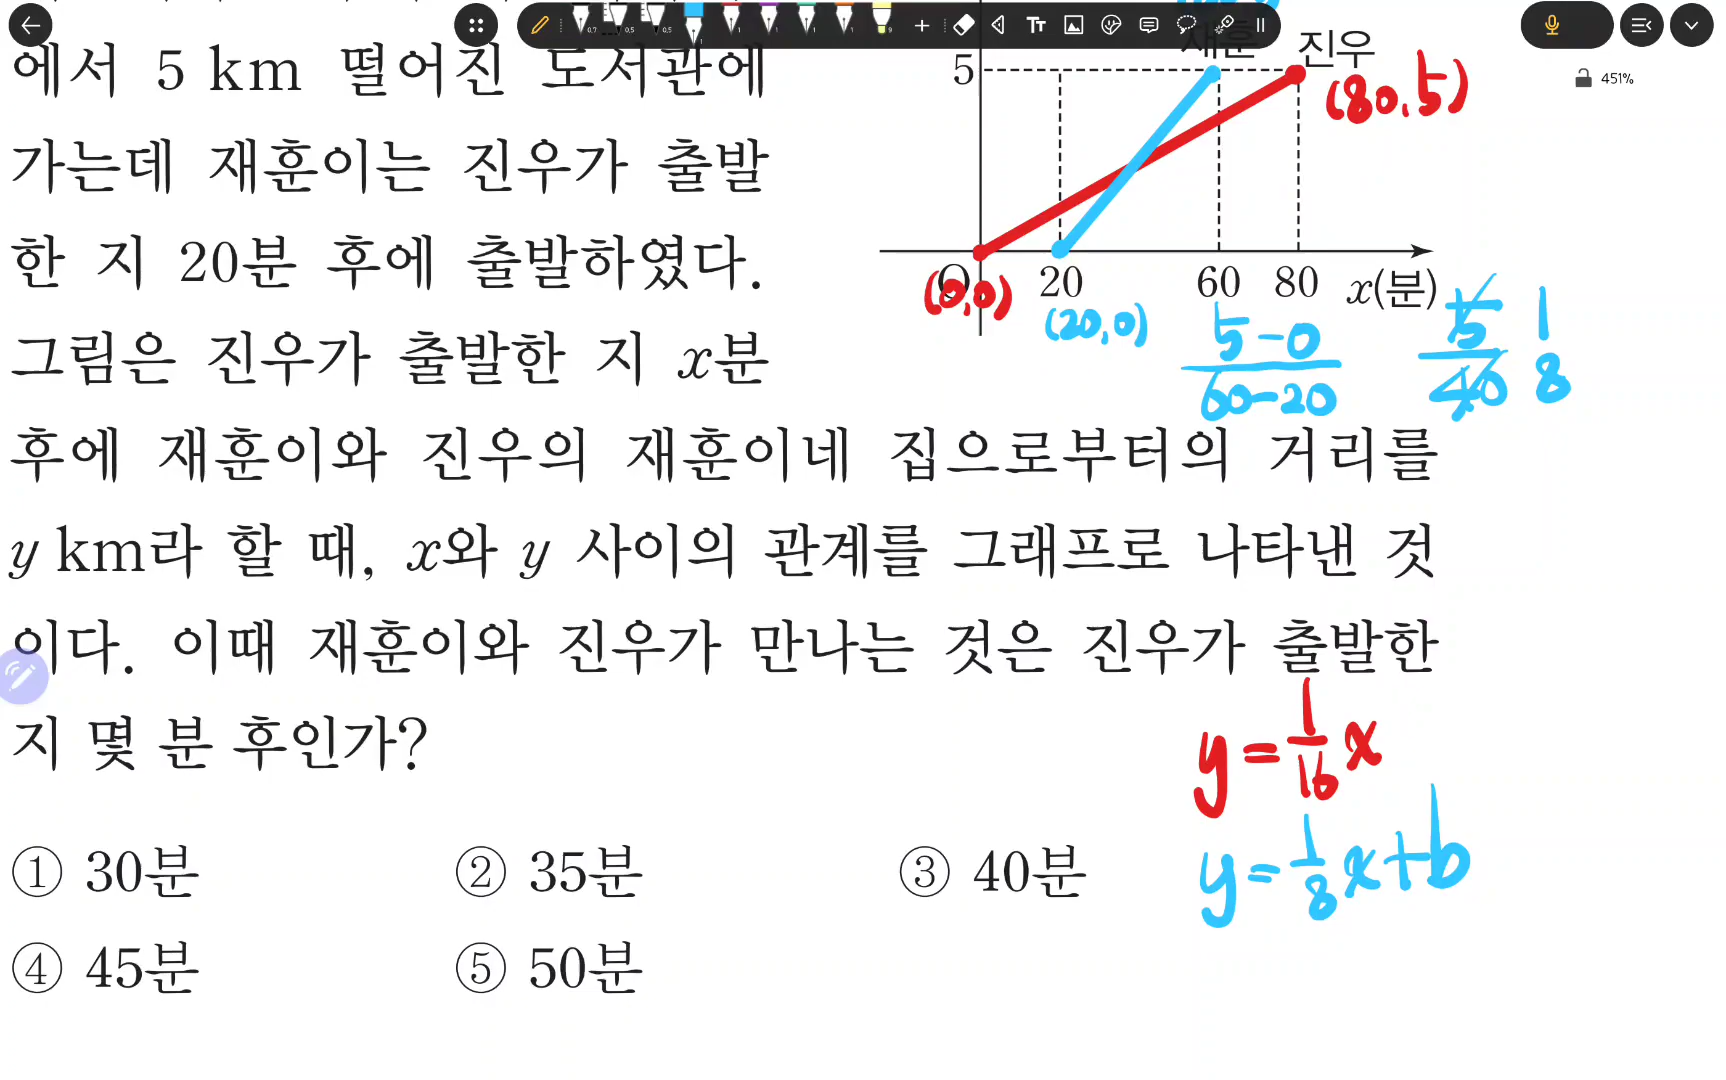 451%
에서 5 km 떨어진 도서관에
가는데 재훈이는 진우가 출발
한 지 20분 후에 출발하였다.
그림은 진우가 출발한 지 x분
재훈 진우
5
(80,5)
O 20 60 80 x(분)
(0,0)
(20,0)
5-0
60-20
5 1
40 8
후에 재훈이와 진우의 재훈이네 집으로부터의 거리를
y km라 할 때, x와 y 사이의 관계를 그래프로 나타낸 것
이다. 이때 재훈이와 진우가 만나는 것은 진우가 출발한
지 몇 분 후인가?
y=1/16x
y=1/8x+b
① 30분 ② 35분 ③ 40분
④ 45분 ⑤ 50분